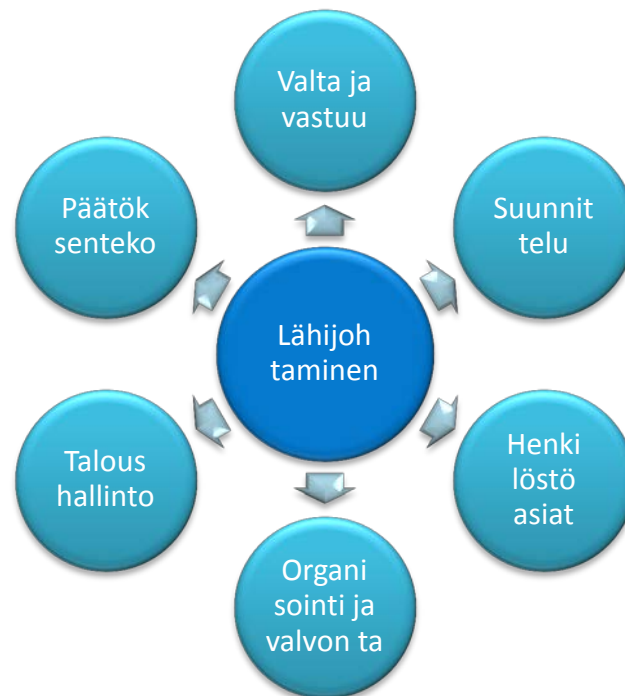 Valta ja
vastuu
Suunnit
telu
Henki
löstö
asiat
Organi
sointi ja
valvon ta
Talous
hallinto
Päätök
senteko
Lähijoh
taminen